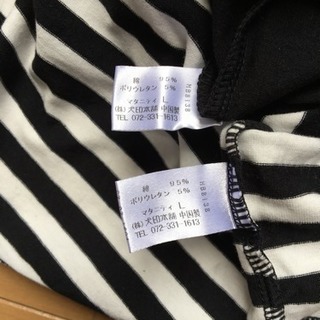 綿 95%
ポリウレタン 5%
マタニティ L
(株)犬印本舗 中国製
TEL 072-331-1613
H98138
綿 95%
ポリウレタン 5%
マタニティ L
(株)犬印本舗 中国製
TEL 072-331-1613
H98138